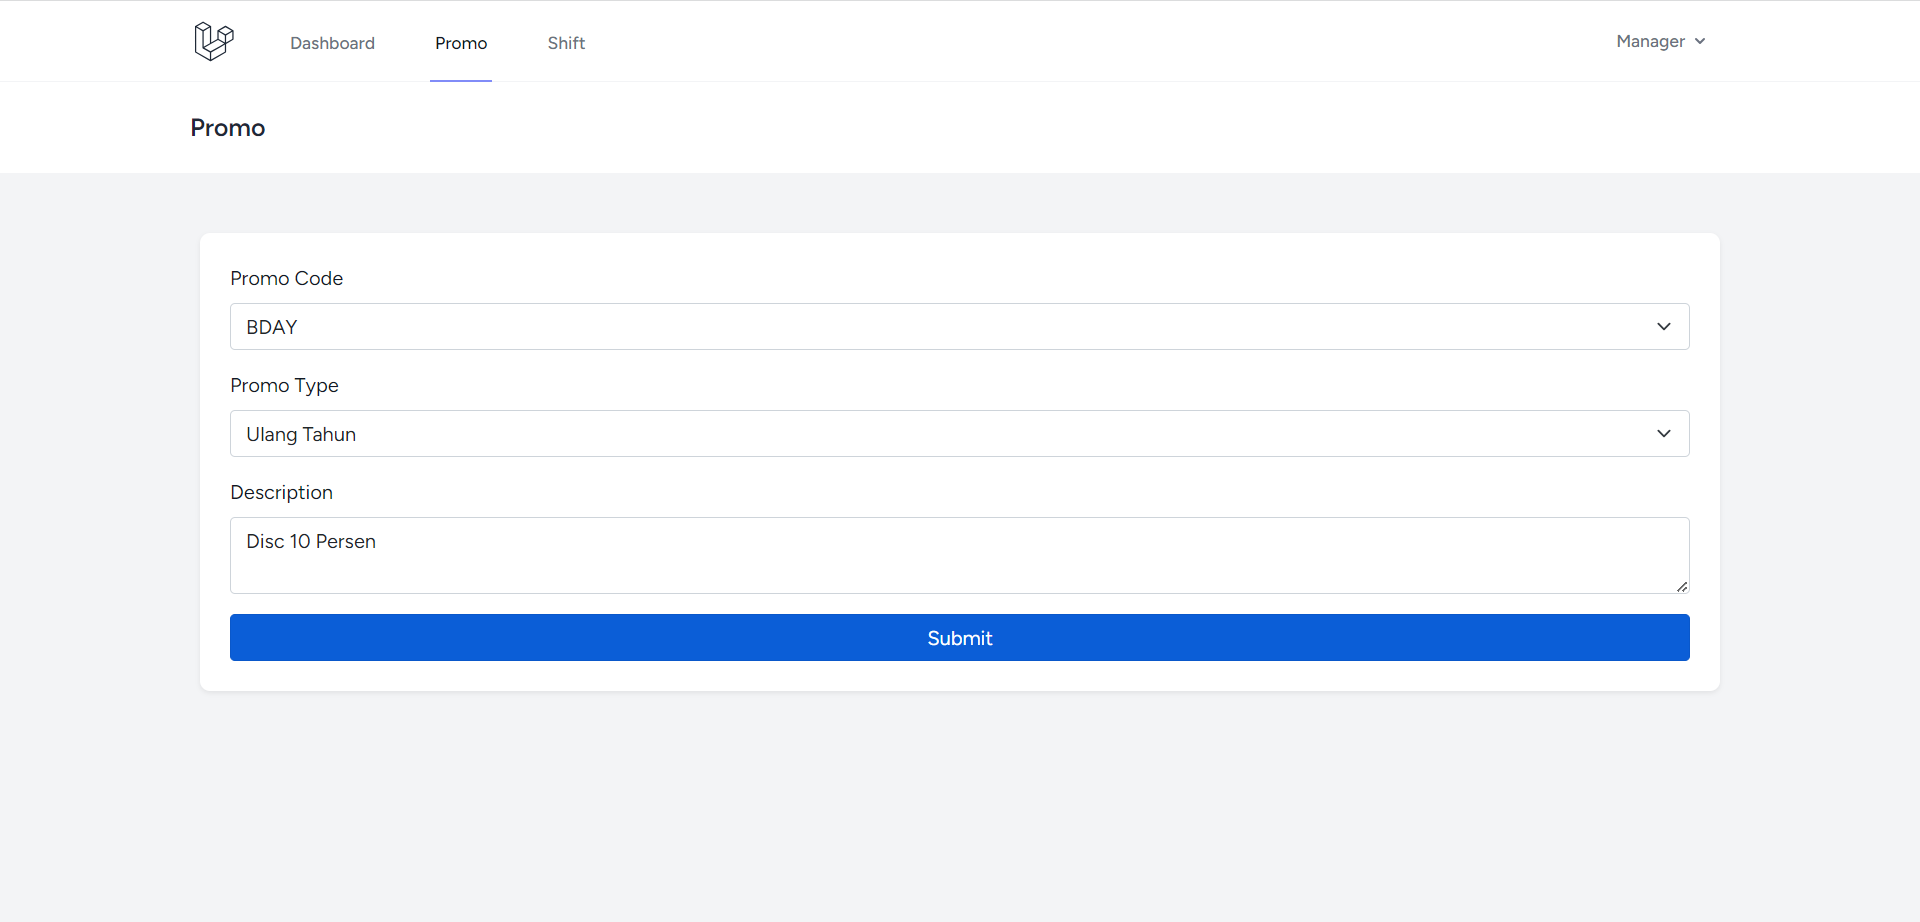 Dashboard Promo Shift Manager
Promo
Promo Code
BDAY
Promo Type
Ulang Tahun
Description
Disc 10 Persen
Submit